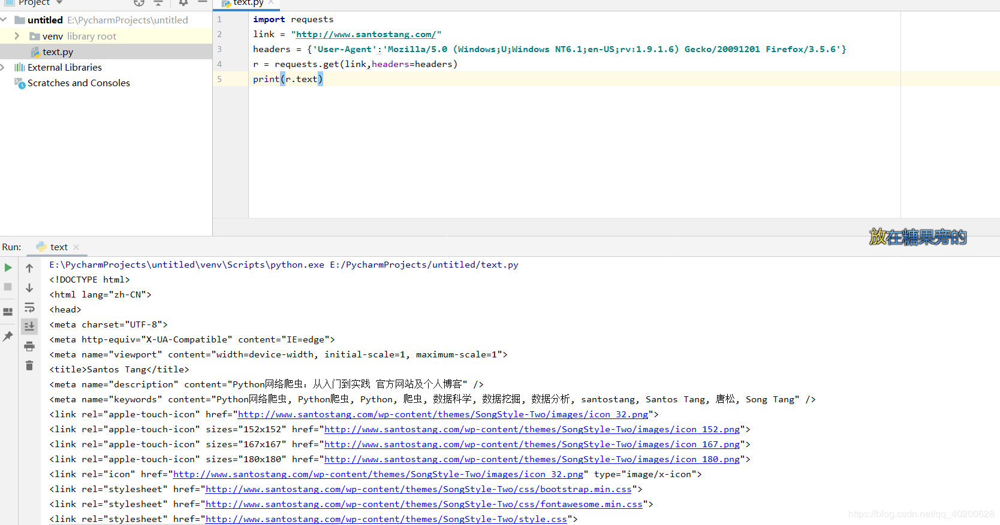 Project
text.py
untitled E:\PycharmProjects\untitled
venv library root
text.py
External Libraries
Scratches and Consoles
1 import requests
2 link = "http://www.santostang.com/"
3 headers = {'User-Agent':'Mozilla/5.0 (Windows;U;Windows NT6.1;en-US;rv:1.9.1.6) Gecko/20091201 Firefox/3.5.6'}
4 r = requests.get(link,headers=headers)
5 print(r.text)
放在糖果旁的
Run: text
E:\PycharmProjects\untitled\venv\Scripts\python.exe E:/PycharmProjects/untitled/text.py
<!DOCTYPE html>
<html lang="zh-CN">
<head>
<meta charset="UTF-8">
<meta http-equiv="X-UA-Compatible" content="IE=edge">
<meta name="viewport" content="width=device-width, initial-scale=1, maximum-scale=1">
<title>Santos Tang</title>
<meta name="description" content="Python网络爬虫：从入门到实践 官方网站及个人博客" />
<meta name="keywords" content="Python网络爬虫, Python爬虫, Python, 爬虫, 数据科学, 数据挖掘, 数据分析, santostang, Santos Tang, 唐松, Song Tang" />
<link rel="apple-touch-icon" href="http://www.santostang.com/wp-content/themes/SongStyle-Two/images/icon_32.png">
<link rel="apple-touch-icon" sizes="152x152" href="http://www.santostang.com/wp-content/themes/SongStyle-Two/images/icon_152.png">
<link rel="apple-touch-icon" sizes="167x167" href="http://www.santostang.com/wp-content/themes/SongStyle-Two/images/icon_167.png">
<link rel="apple-touch-icon" sizes="180x180" href="http://www.santostang.com/wp-content/themes/SongStyle-Two/images/icon_180.png">
<link rel="icon" href="http://www.santostang.com/wp-content/themes/SongStyle-Two/images/icon_32.png" type="image/x-icon">
<link rel="stylesheet" href="http://www.santostang.com/wp-content/themes/SongStyle-Two/css/bootstrap.min.css">
<link rel="stylesheet" href="http://www.santostang.com/wp-content/themes/SongStyle-Two/css/fontawesome.min.css">
<link rel="stylesheet" href="http://www.santostang.com/wp-content/themes/SongStyle-Two/style.css">
https://blog.csdn.net/qq_40200628